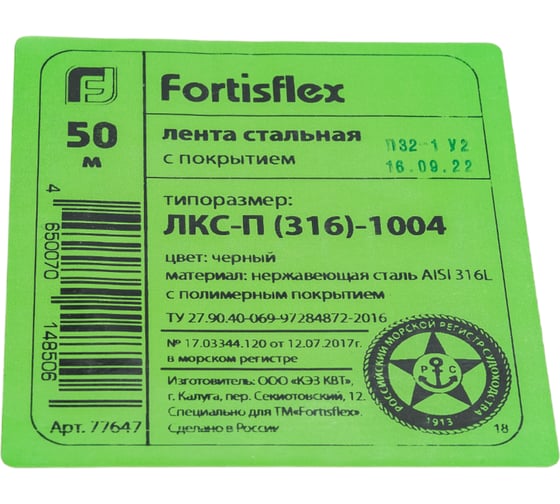 Fortisflex
50 м
лента стальная
с покрытием
П32-1 У2
16.09.22
типоразмер:
ЛКС-П (316)-1004
цвет: черный
материал: нержавеющая сталь AISI 316L
с полимерным покрытием
ТУ 27.90.40-069-97284872-2016
№ 17.03344.120 от 12.07.2017г.
в морском регистре
Изготовитель: ООО «КЭЗ КВТ»,
г. Калуга, пер. Секиотовский, 12.
Специально для ТМ«Fortisflex».
Сделано в России
РОССИЙСКИЙ МОРСКОЙ РЕГИСТР СУДОХОДСТВА
Р С
1913
4 650070 148506
Арт. 77647
18